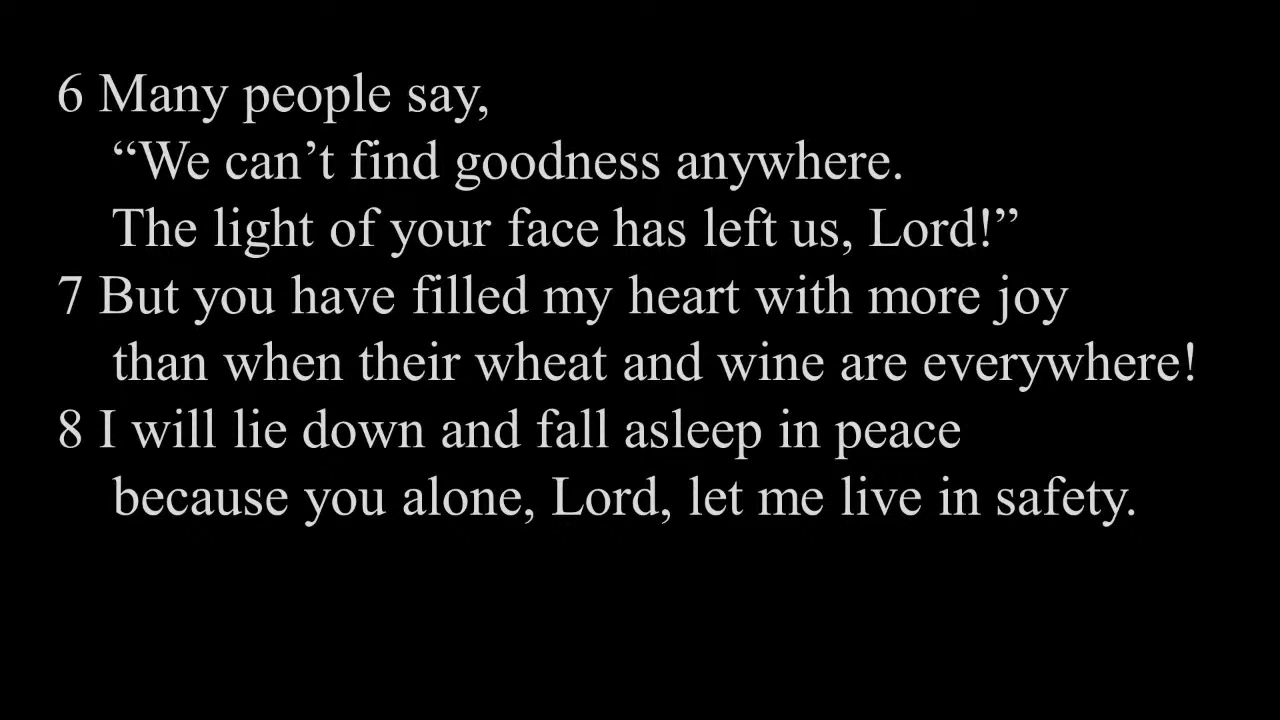 6 Many people say,
“We can’t find goodness anywhere.
The light of your face has left us, Lord!”
7 But you have filled my heart with more joy
than when their wheat and wine are everywhere!
8 I will lie down and fall asleep in peace
because you alone, Lord, let me live in safety.